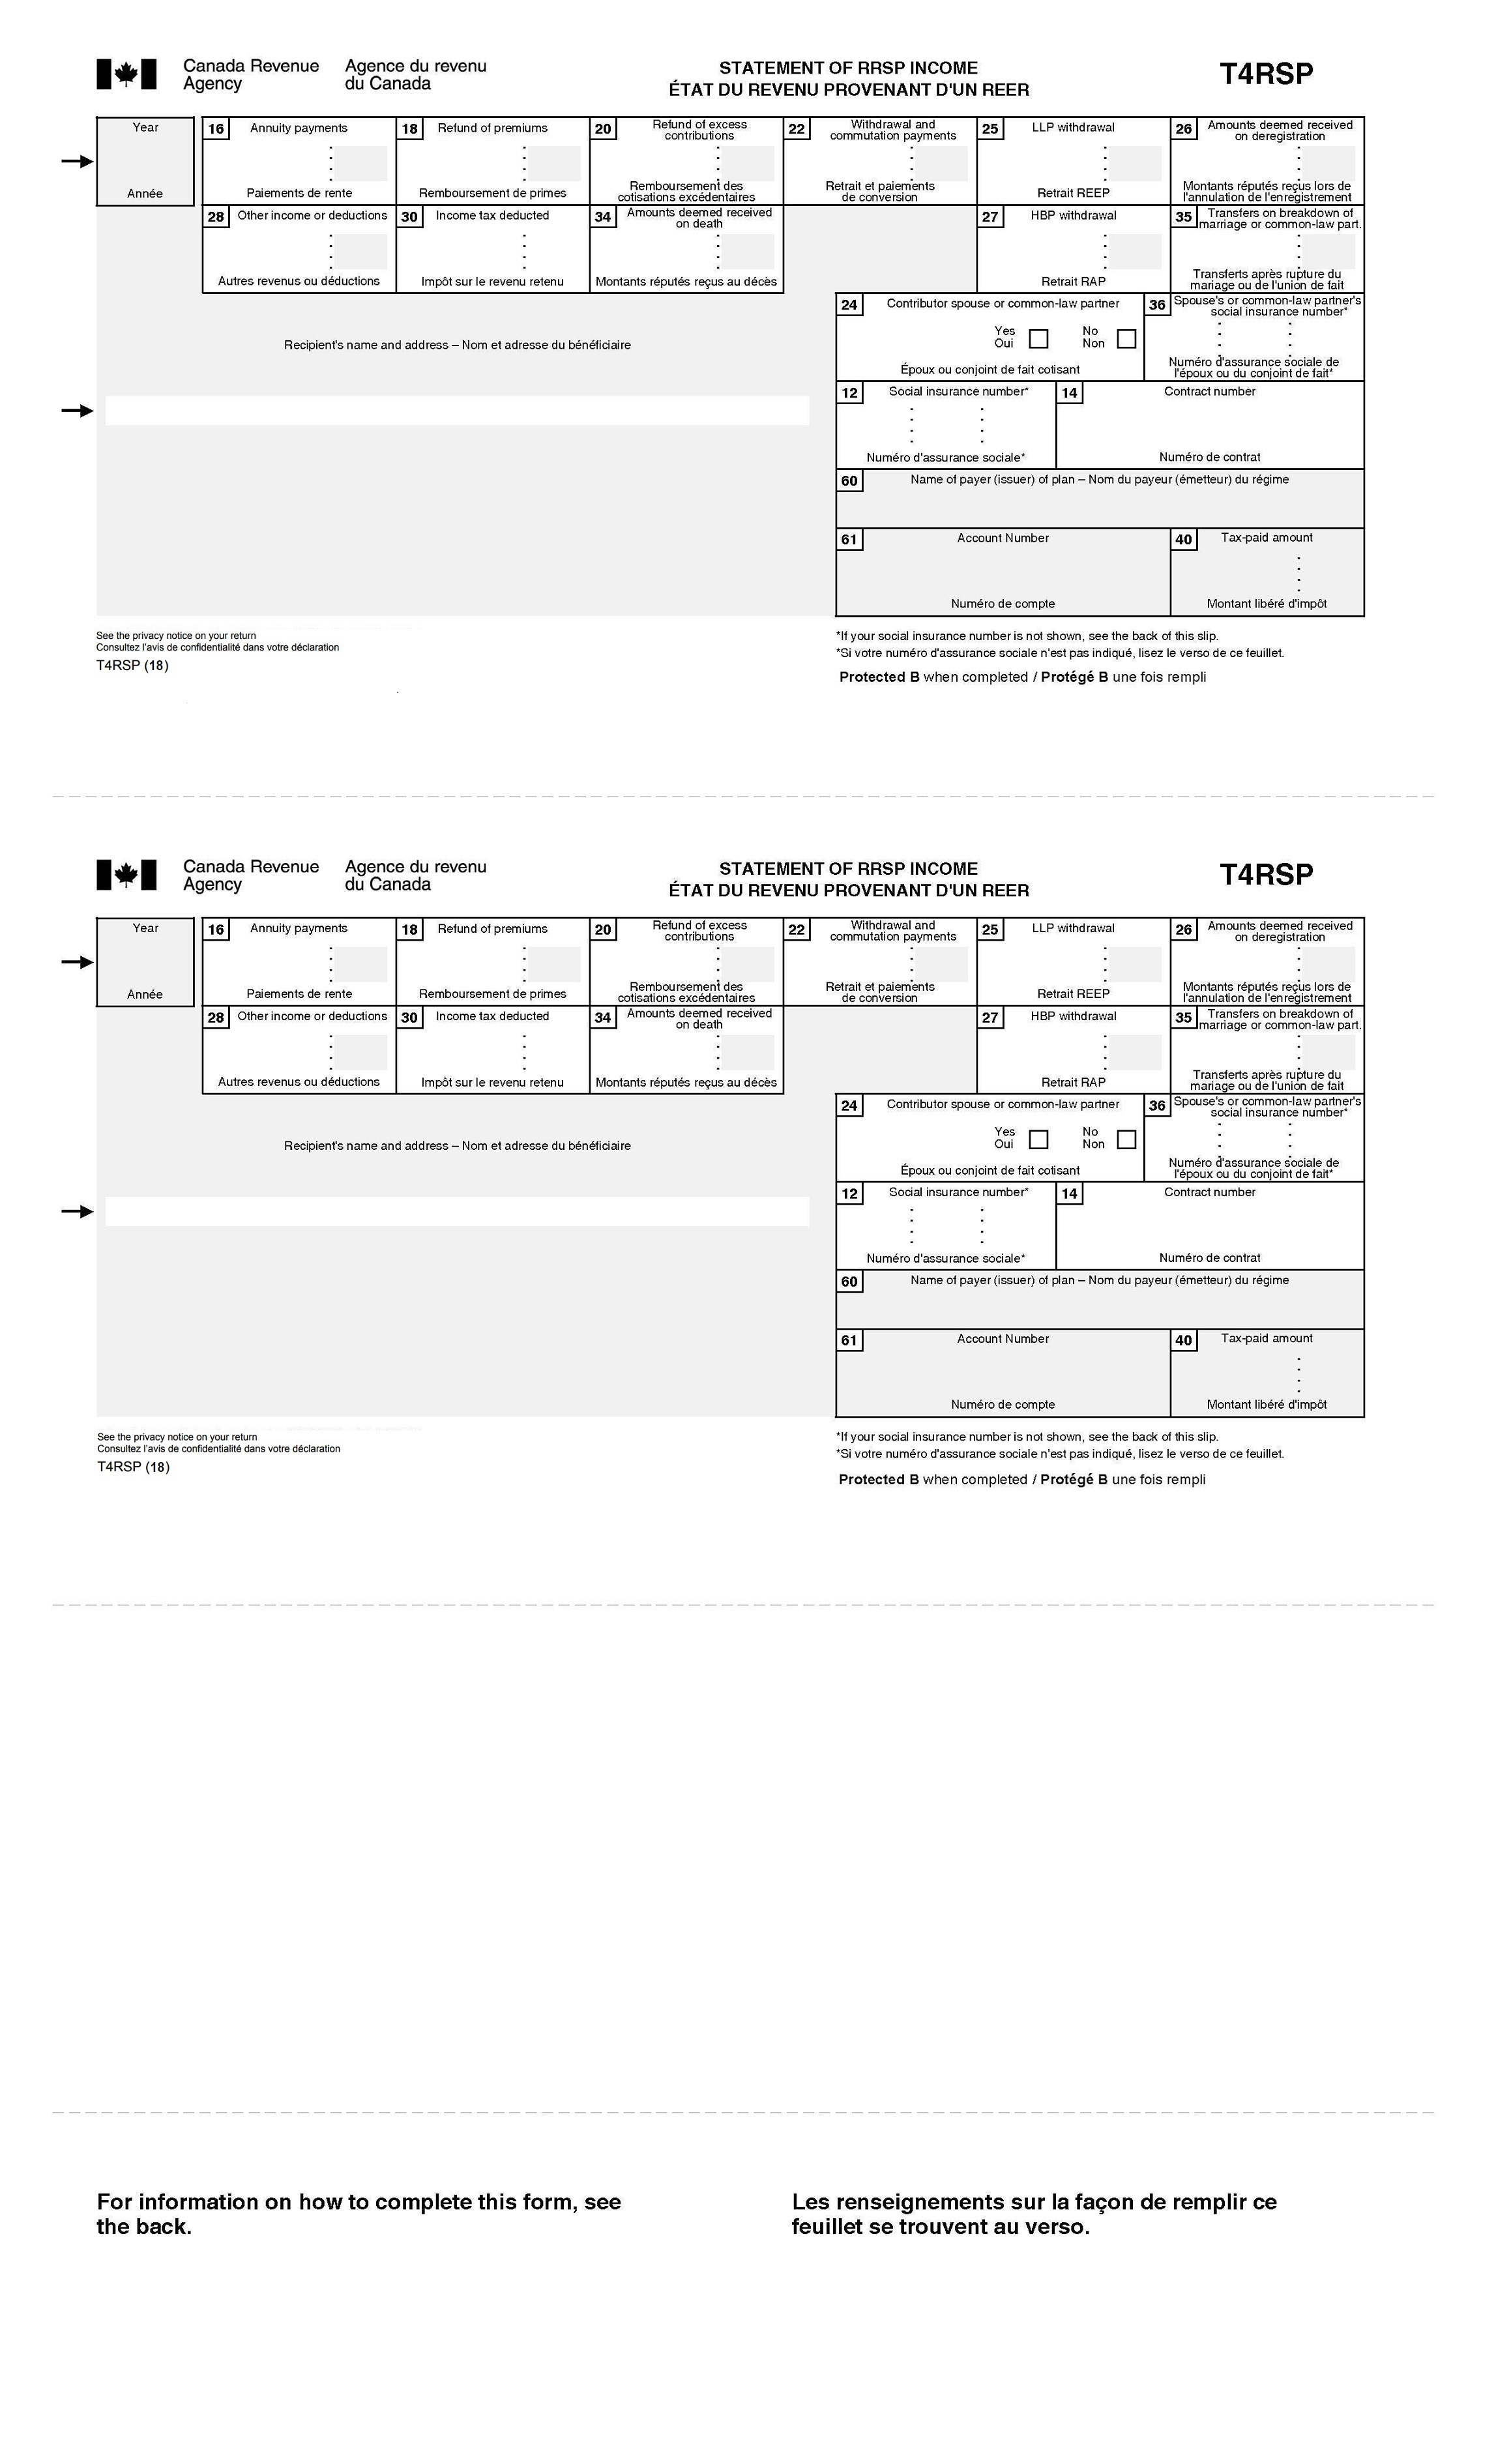 Canada Revenue Agency
Agence du revenu du Canada
STATEMENT OF RRSP INCOME
ÉTAT DU REVENU PROVENANT D'UN REER
T4RSP
Year
Année
16 Annuity payments
Paiements de rente
18 Refund of premiums
Remboursement de primes
20 Refund of excess contributions
Remboursement des cotisations excédentaires
22 Withdrawal and commutation payments
Retrait et paiements de conversion
25 LLP withdrawal
Retrait REEP
26 Amounts deemed received on deregistration
Montants réputés reçus lors de l'annulation de l'enregistrement
28 Other income or deductions
Autres revenus ou déductions
30 Income tax deducted
Impôt sur le revenu retenu
34 Amounts deemed received on death
Montants réputés reçus au décès
27 HBP withdrawal
Retrait RAP
35 Transfers on breakdown of marriage or common-law part.
Transferts après rupture du mariage ou de l'union de fait
Recipient's name and address – Nom et adresse du bénéficiaire
24 Contributor spouse or common-law partner
Yes Oui
No Non
Époux ou conjoint de fait cotisant
36 Spouse's or common-law partner's social insurance number*
Numéro d'assurance sociale de l'époux ou du conjoint de fait*
12 Social insurance number*
Numéro d'assurance sociale*
14 Contract number
Numéro de contrat
60 Name of payer (issuer) of plan – Nom du payeur (émetteur) du régime
61 Account Number
Numéro de compte
40 Tax-paid amount
Montant libéré d'impôt
See the privacy notice on your return
Consultez l'avis de confidentialité dans votre déclaration
T4RSP (18)
*If your social insurance number is not shown, see the back of this slip.
*Si votre numéro d'assurance sociale n'est pas indiqué, lisez le verso de ce feuillet.
Protected B when completed / Protégé B une fois rempli
Canada Revenue Agency
Agence du revenu du Canada
STATEMENT OF RRSP INCOME
ÉTAT DU REVENU PROVENANT D'UN REER
T4RSP
Year
Année
16 Annuity payments
Paiements de rente
18 Refund of premiums
Remboursement de primes
20 Refund of excess contributions
Remboursement des cotisations excédentaires
22 Withdrawal and commutation payments
Retrait et paiements de conversion
25 LLP withdrawal
Retrait REEP
26 Amounts deemed received on deregistration
Montants réputés reçus lors de l'annulation de l'enregistrement
28 Other income or deductions
Autres revenus ou déductions
30 Income tax deducted
Impôt sur le revenu retenu
34 Amounts deemed received on death
Montants réputés reçus au décès
27 HBP withdrawal
Retrait RAP
35 Transfers on breakdown of marriage or common-law part.
Transferts après rupture du mariage ou de l'union de fait
Recipient's name and address – Nom et adresse du bénéficiaire
24 Contributor spouse or common-law partner
Yes Oui
No Non
Époux ou conjoint de fait cotisant
36 Spouse's or common-law partner's social insurance number*
Numéro d'assurance sociale de l'époux ou du conjoint de fait*
12 Social insurance number*
Numéro d'assurance sociale*
14 Contract number
Numéro de contrat
60 Name of payer (issuer) of plan – Nom du payeur (émetteur) du régime
61 Account Number
Numéro de compte
40 Tax-paid amount
Montant libéré d'impôt
See the privacy notice on your return
Consultez l'avis de confidentialité dans votre déclaration
T4RSP (18)
*If your social insurance number is not shown, see the back of this slip.
*Si votre numéro d'assurance sociale n'est pas indiqué, lisez le verso de ce feuillet.
Protected B when completed / Protégé B une fois rempli
For information on how to complete this form, see
the back.
Les renseignements sur la façon de remplir ce
feuillet se trouvent au verso.